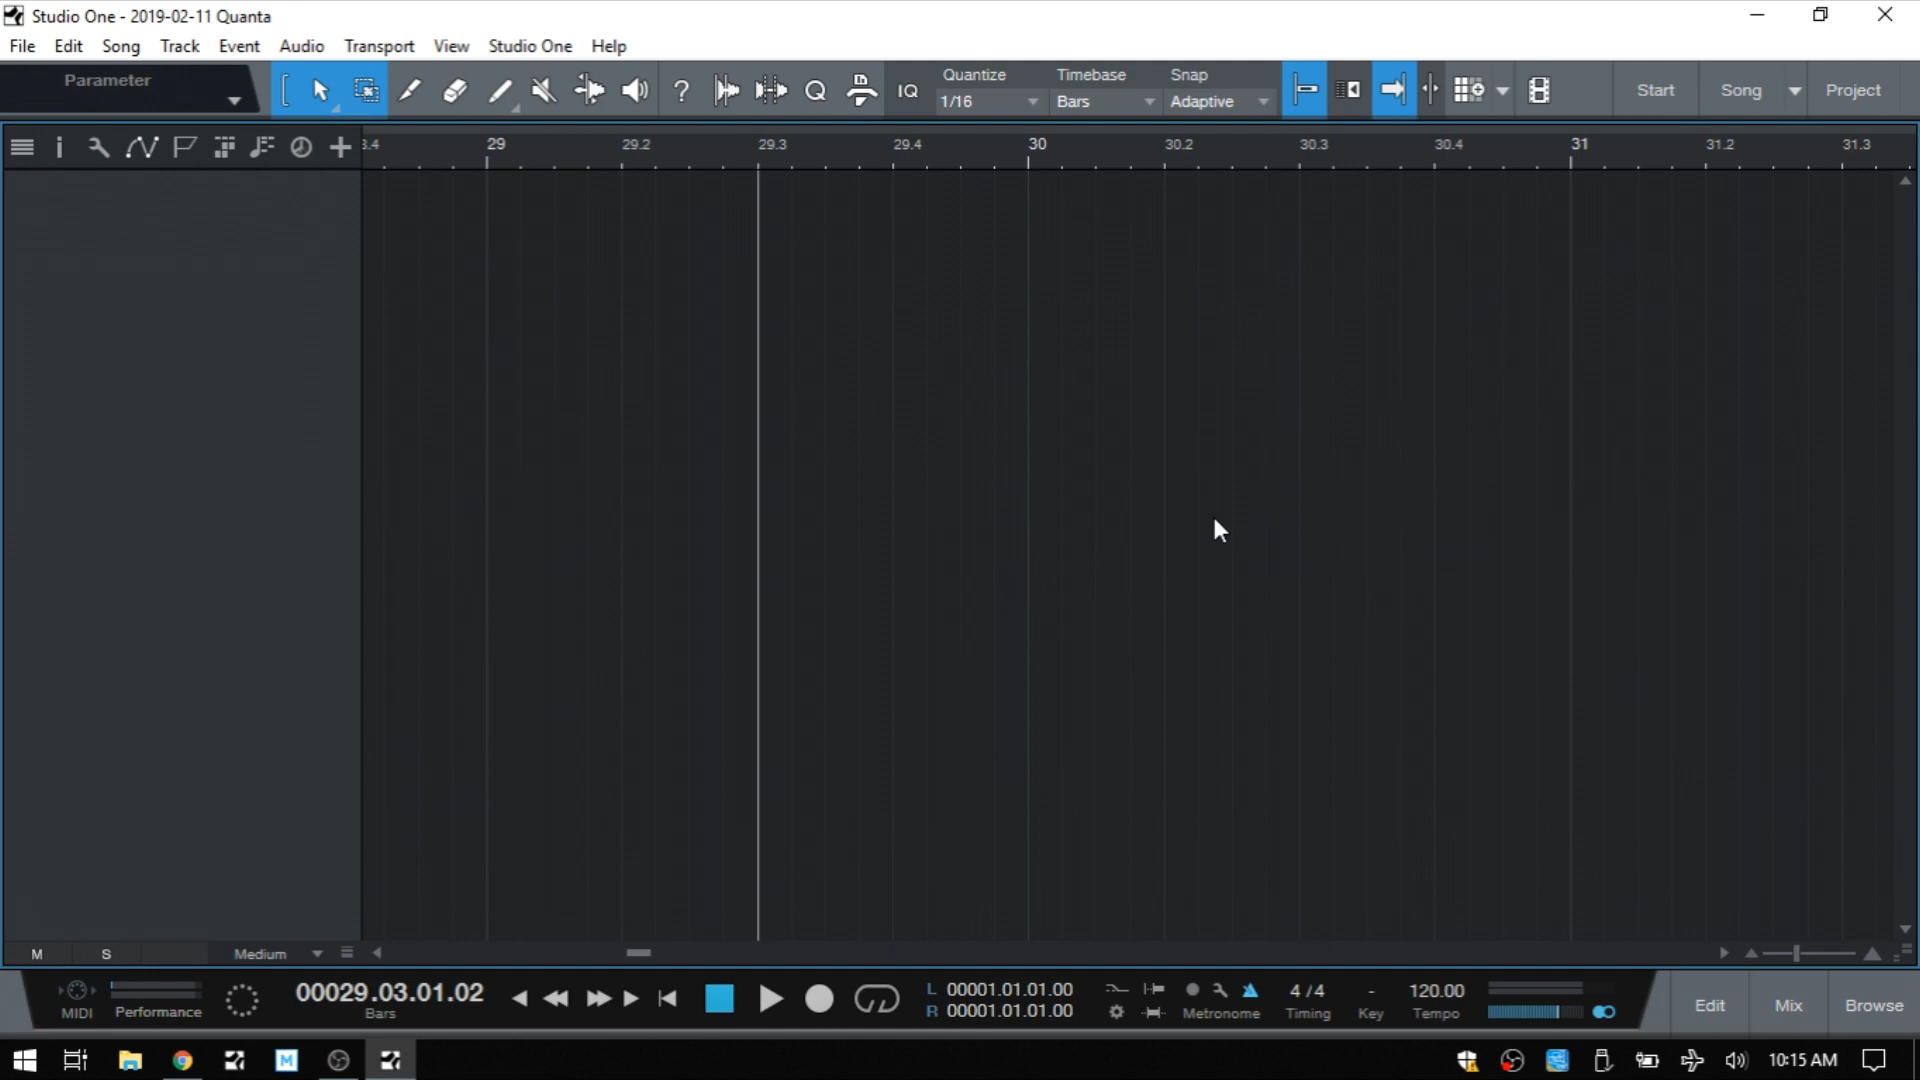 Studio One - 2019-02-11 Quanta
File Edit Song Track Event Audio Transport View Studio One Help
Parameter
? Q IQ
Quantize Timebase Snap
1/16 Bars Adaptive
Start Song Project
3.4 29 29.2 29.3 29.4 30 30.2 30.3 30.4 31 31.2 31.3
M S Medium
MIDI Performance
00029.03.01.02
Bars
L 00001.01.01.00
R 00001.01.01.00
Metronome
4 / 4
Timing
-
Key
120.00
Tempo
Edit Mix Browse
M
10:15 AM